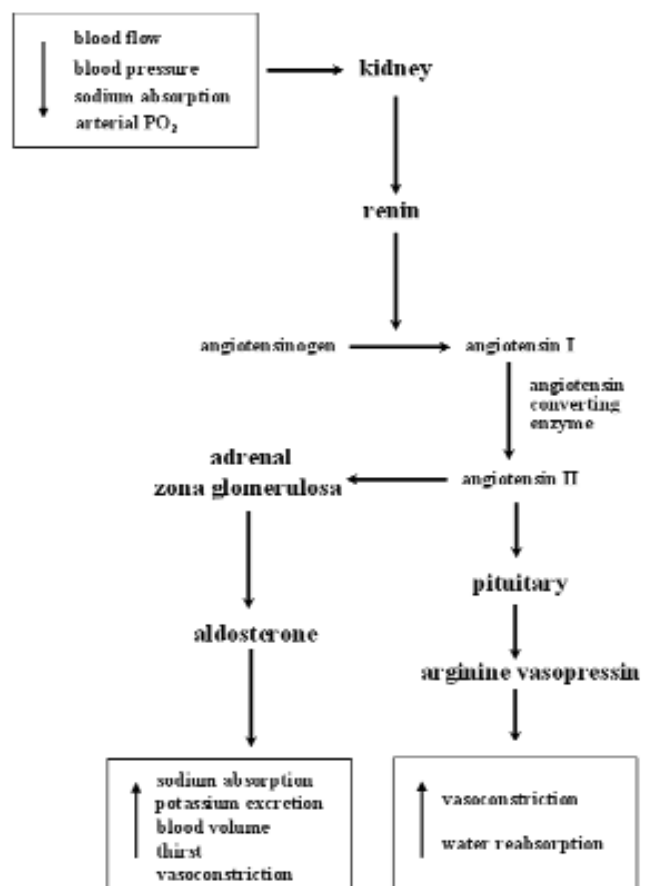 blood flow
blood pressure
sodium absorption
arterial PO₂
kidney
renin
angiotensinogen
angiotensin I
angiotensin
converting
enzyme
adrenal
zona glomerulosa
angiotensin II
pituitary
aldosterone
arginine vasopressin
sodium absorption
potassium excretion
blood volume
thirst
vasoconstriction
vasoconstriction
water reabsorption